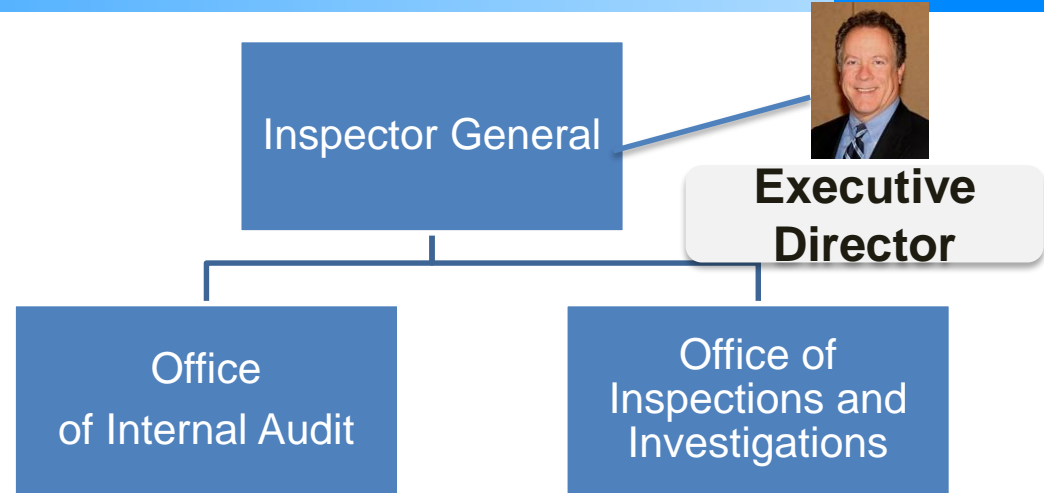 Inspector General
Executive
Director
Office
of Internal Audit
Office of
Inspections and
Investigations